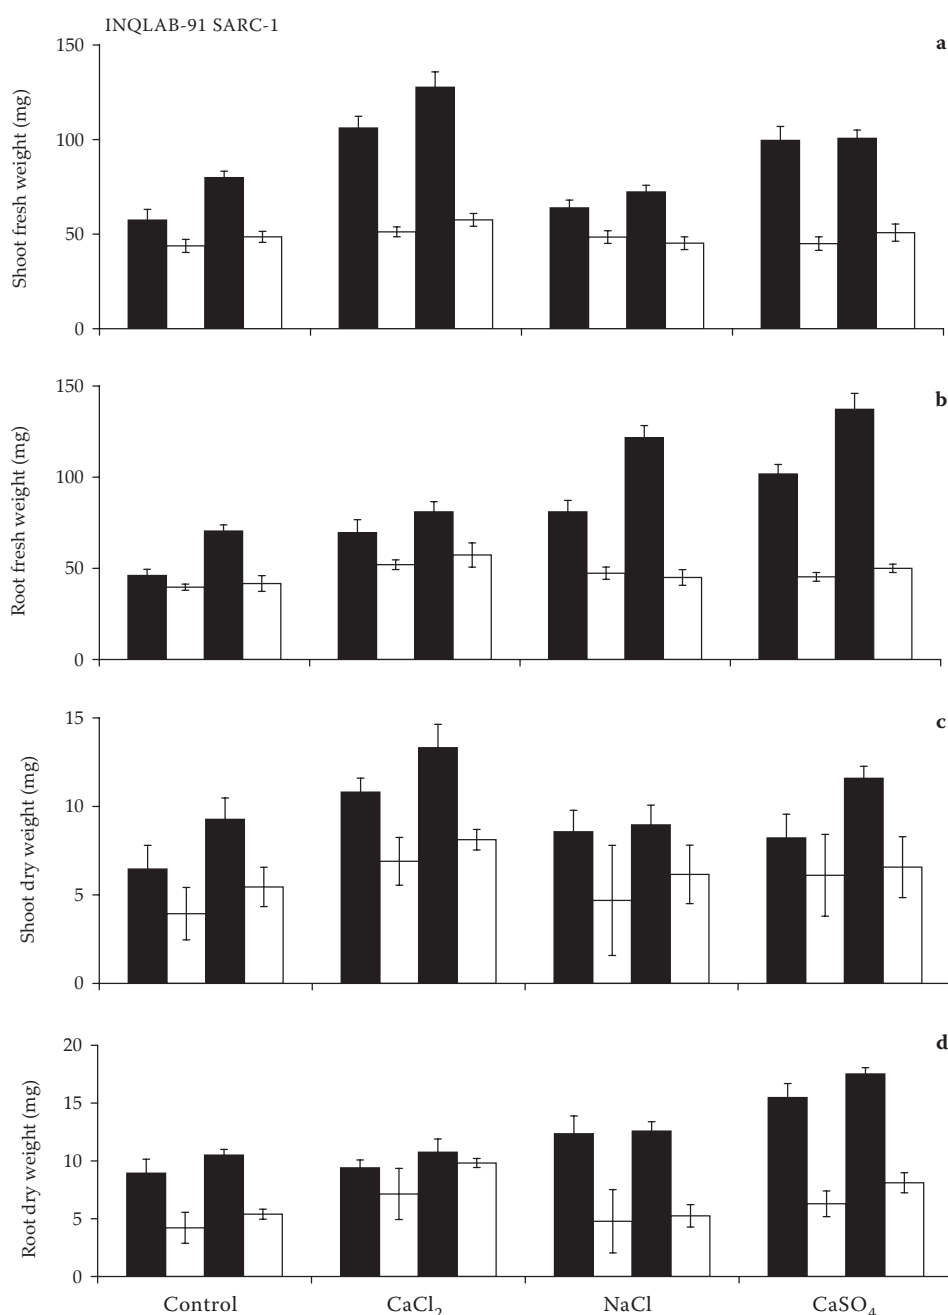 INQLAB-91 SARC-1
a
Shoot fresh weight (mg)
150
100
50
0
b
Root fresh weight (mg)
150
100
50
0
c
Shoot dry weight (mg)
15
10
5
0
d
Root dry weight (mg)
20
15
10
5
0
Control CaCl₂ NaCl CaSO₄